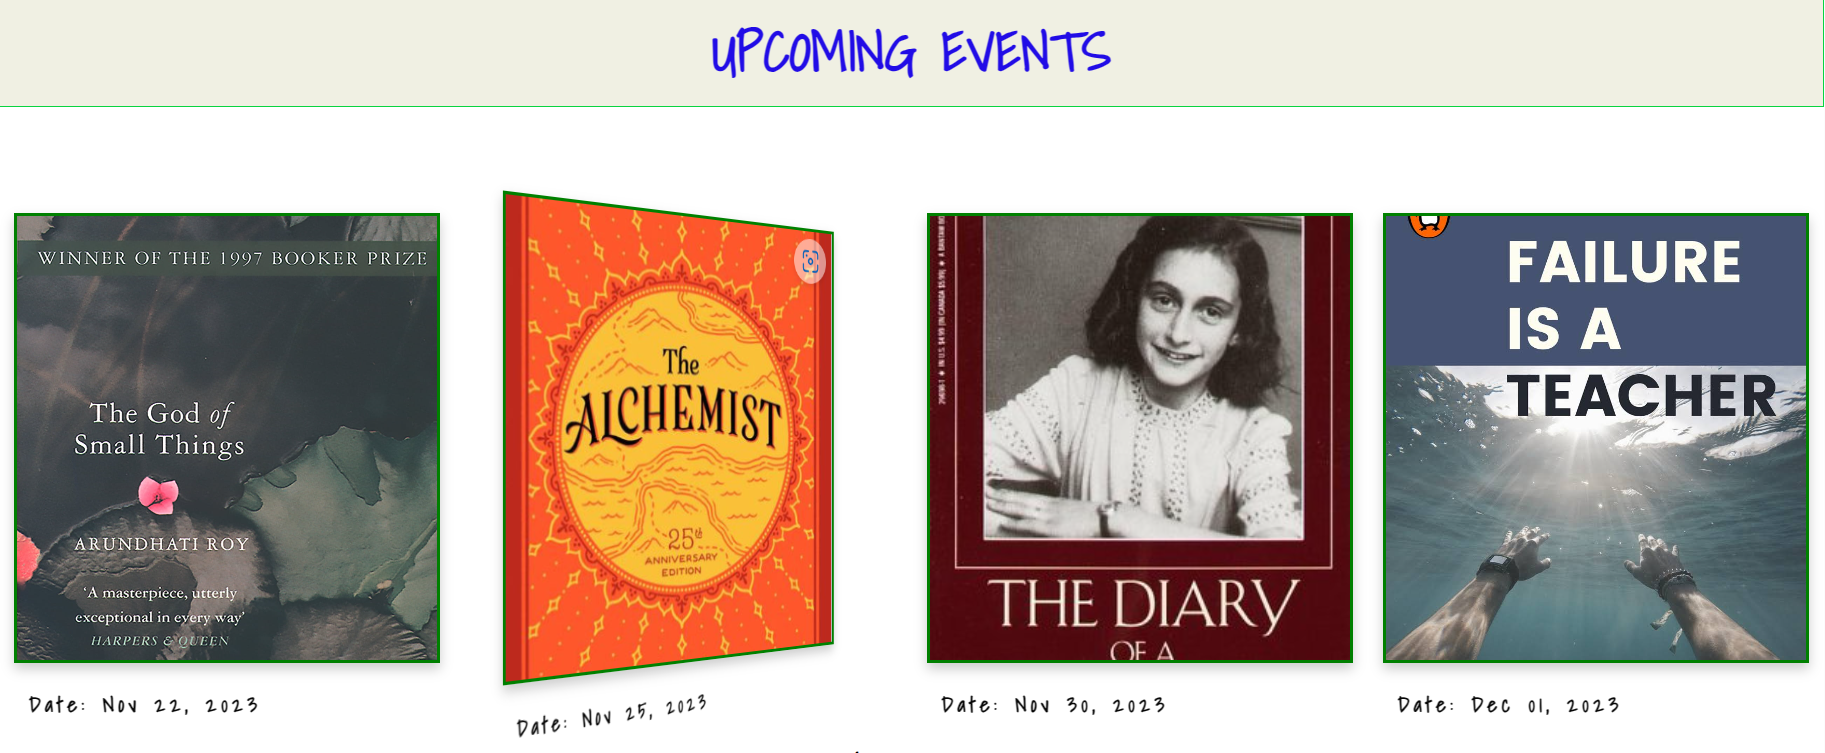 UPCOMING EVENTS
WINNER OF THE 1997 BOOKER PRIZE
The God of
Small Things
ARUNDHATI ROY
‘A masterpiece, utterly
exceptional in every way’
HARPERS & QUEEN
Date: Nov 22, 2023
The
ALCHEMIST
25th
ANNIVERSARY
EDITION
Date: Nov 25, 2023
THE DIARY
OF A
Date: Nov 30, 2023
FAILURE
IS A
TEACHER
Date: Dec 01, 2023